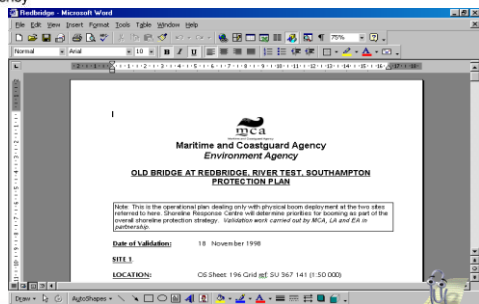 ency
Redbridge - Microsoft Word
File Edit View Insert Format Tools Table Window Help
75%
Normal Arial 10 B I U
mca
Maritime and Coastguard Agency
Environment Agency
OLD BRIDGE AT REDBRIDGE, RIVER TEST, SOUTHAMPTON
PROTECTION PLAN
Note: This is the operational plan dealing only with physical boom deployment at the two sites
referred to here. Shoreline Response Centre will determine priorities for booming as part of the
overall shoreline protection strategy. Validation work carried out by MCA, LA and EA in
partnership.
Date of Validation: 18 November 1998
SITE 1.
LOCATION: OS Sheet 196 Grid ref: SU 367 141 (1:50 000)
Draw AutoShapes